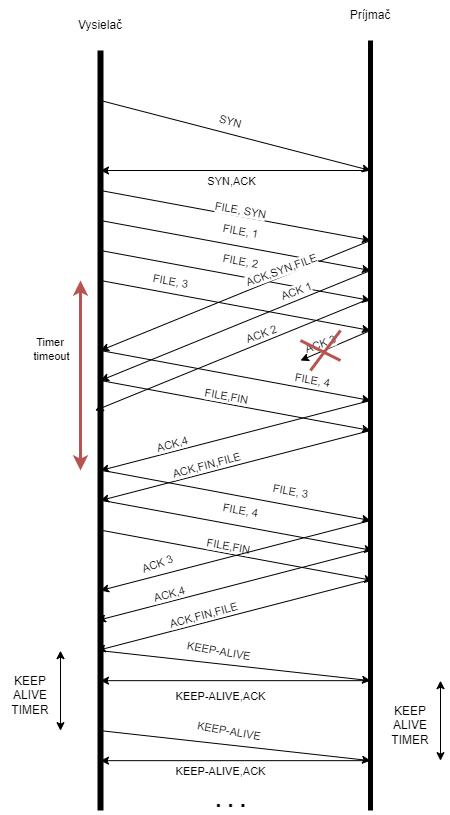 Príjmač
Vysielač
SYN
SYN,ACK
FILE, SYN
FILE, 1
FILE, 2
ACK,SYN,FILE
FILE, 3
ACK 1
ACK 2
Timer
timeout
ACK 3
FILE, 4
FILE,FIN
ACK,4
ACK,FIN,FILE
FILE, 3
FILE, 4
FILE,FIN
ACK 3
ACK,4
ACK,FIN,FILE
KEEP-ALIVE
KEEP
ALIVE
TIMER
KEEP-ALIVE,ACK
KEEP
ALIVE
TIMER
KEEP-ALIVE
KEEP-ALIVE,ACK
. . .